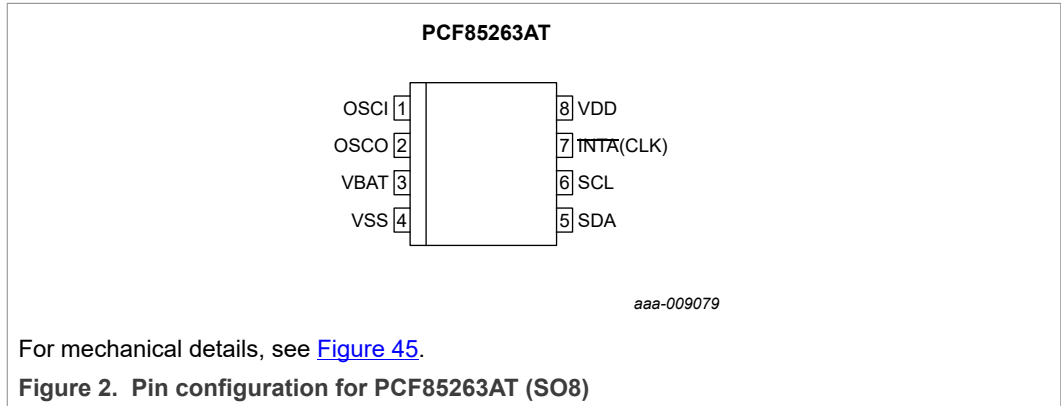 PCF85263AT
OSCI 1 8 VDD
OSCO 2 7 INTA(CLK)
VBAT 3 6 SCL
VSS 4 5 SDA
aaa-009079
For mechanical details, see Figure 45.
Figure 2. Pin configuration for PCF85263AT (SO8)